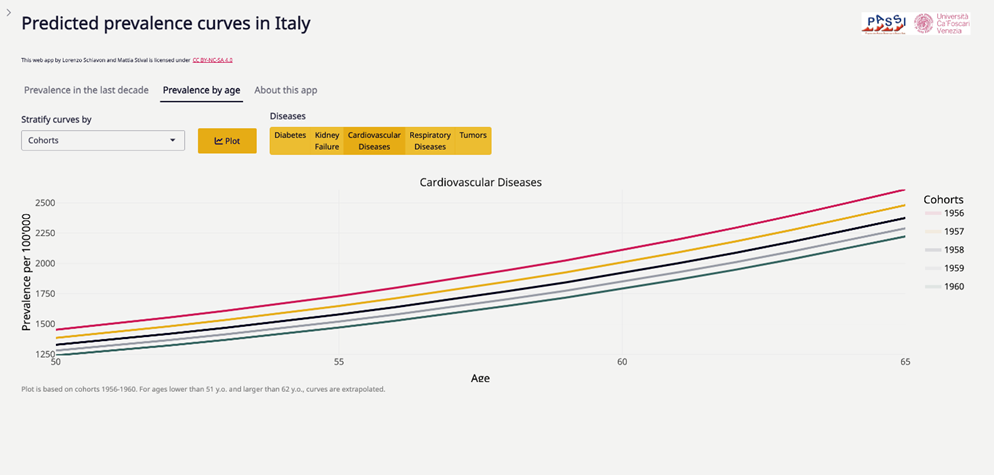 Predicted prevalence curves in Italy
PASSI
Università
Ca'Foscari
Venezia
This web app by Lorenzo Schiavon and Mattia Stival is licensed under CC BY-NC-SA 4.0
Prevalence in the last decade Prevalence by age About this app
Stratify curves by
Diseases
Cohorts
Plot
Diabetes
Kidney
Failure
Cardiovascular
Diseases
Respiratory
Diseases
Tumors
Cardiovascular Diseases
Prevalence per 100'000
2500
2250
2000
1750
1500
1250
50 55 60 65
Age
Cohorts
1956
1957
1958
1959
1960
Plot is based on cohorts 1956-1960. For ages lower than 51 y.o. and larger than 62 y.o., curves are extrapolated.